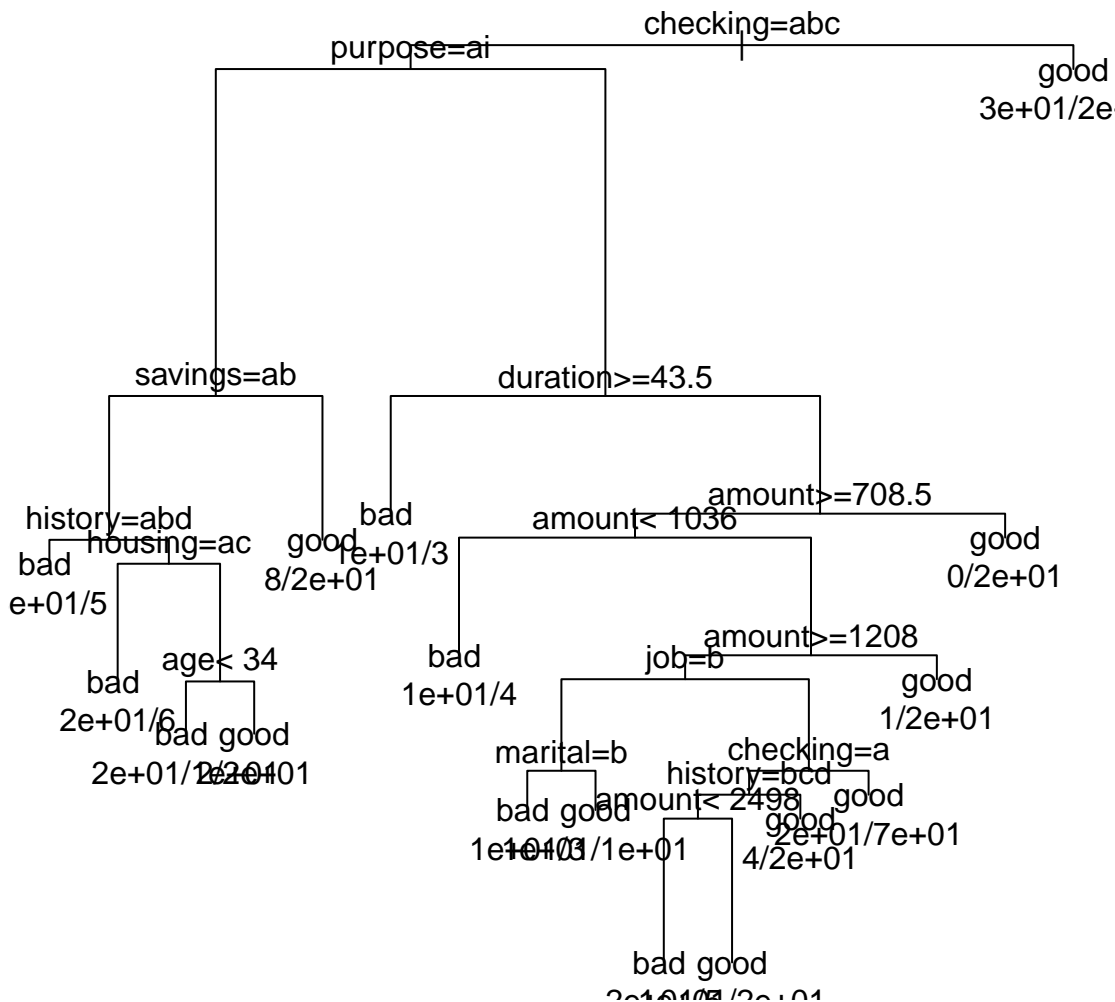 checking=abc
purpose=ai
good
3e+01/2e
savings=ab
duration>=43.5
amount>=708.5
bad
1e+01/3
history=abd
amount< 1036
housing=ac
good
8/2e+01
good
0/2e+01
bad
e+01/5
amount>=1208
job=b
age< 34
bad
1e+01/4
bad
2e+01/6
good
1/2e+01
bad good
marital=b
checking=a
history=bcd
amount< 2498
good
2e+01/7e+01
bad good
good
4/2e+01
bad good